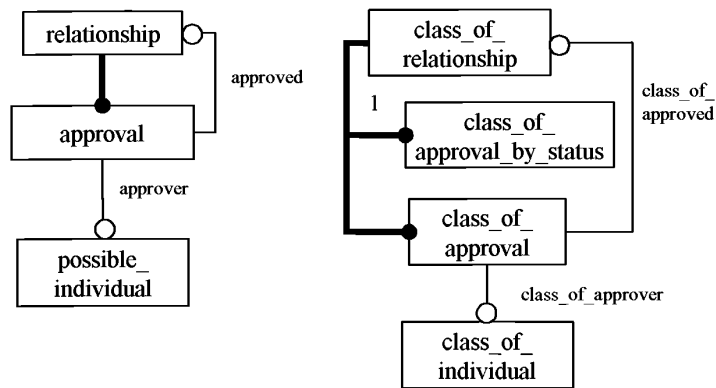 relationship
approved
approval
approver
possible_
individual
class_of_
relationship
1
class_of_
approved
class_of_
approval_by_status
class_of_
approval
class_of_approver
class_of_
individual